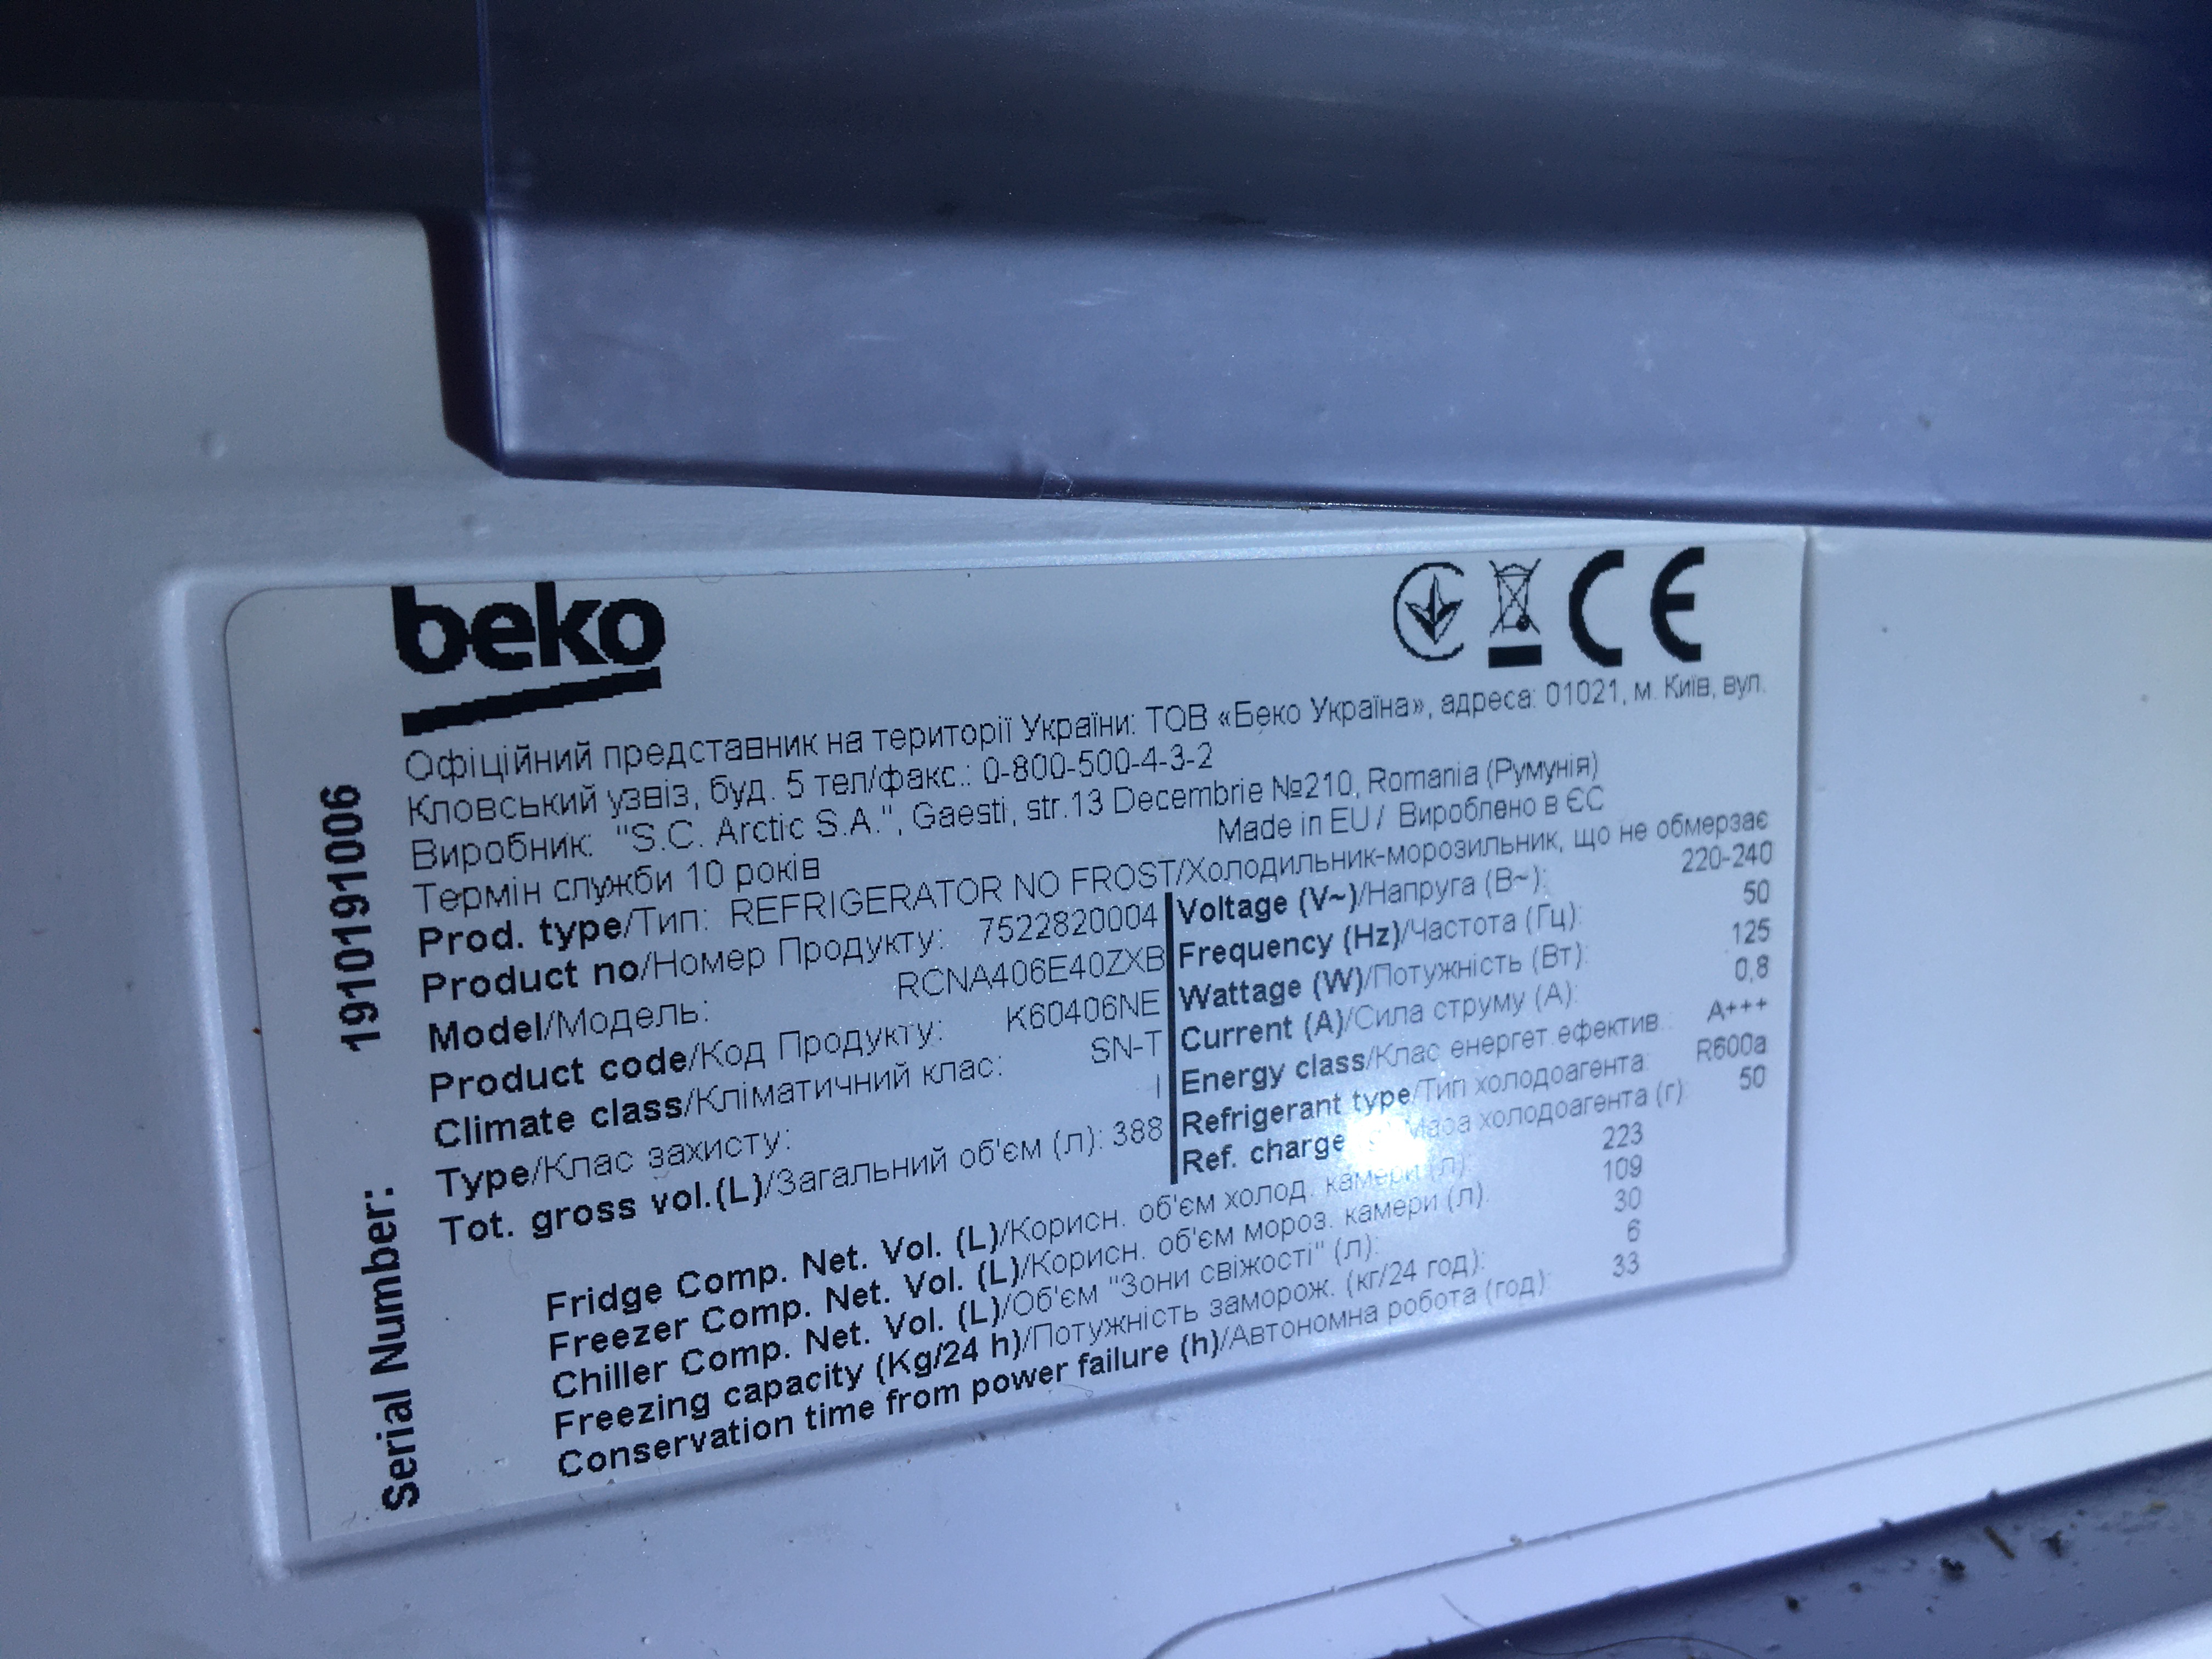 beko
CE
Офіційний представник на території України: ТОВ «Беко Україна», адреса: 01021, м. Київ, вул.
Кловський узвіз, буд. 5 тел/факс.: 0-800-500-4-3-2
Виробник: "S.C. Arctic S.A.", Gaesti, str.13 Decembrie №210, Romania (Румунія)
Термін служби 10 років Made in EU / Вироблено в ЄС
Prod. type/Тип: REFRIGERATOR NO FROST/Холодильник-морозильник, що не обмерзає
Product no/Номер Продукту: 7522820004
Model/Модель: RCNA406E40ZXB
Product code/Код Продукту: K60406NE
Climate class/Кліматичний клас: SN-T
Type/Клас захисту: I
Tot. gross vol.(L)/Загальний об'єм (л): 388
Voltage (V~)/Напруга (В~): 220-240
Frequency (Hz)/Частота (Гц): 50
Wattage (W)/Потужність (Вт): 125
Current (A)/Сила струму (А): 0,8
Energy class/Клас енергет.ефектив.: A+++
Refrigerant type/Тип холодоагента: R600a
Ref. charge Маса холодоагента (г) 50
Fridge Comp. Net. Vol. (L)/Корисн. об'єм холод. камери (л): 223
Freezer Comp. Net. Vol. (L)/Корисн. об'єм мороз. камери (л): 109
Chiller Comp. Net. Vol. (L)/Об'єм "Зони свіжості" (л): 30
Freezing capacity (Kg/24 h)/Потужність заморож. (кг/24 год): 6
Conservation time from power failure (h)/Автономна робота (год): 33
Serial Number: 1910191006